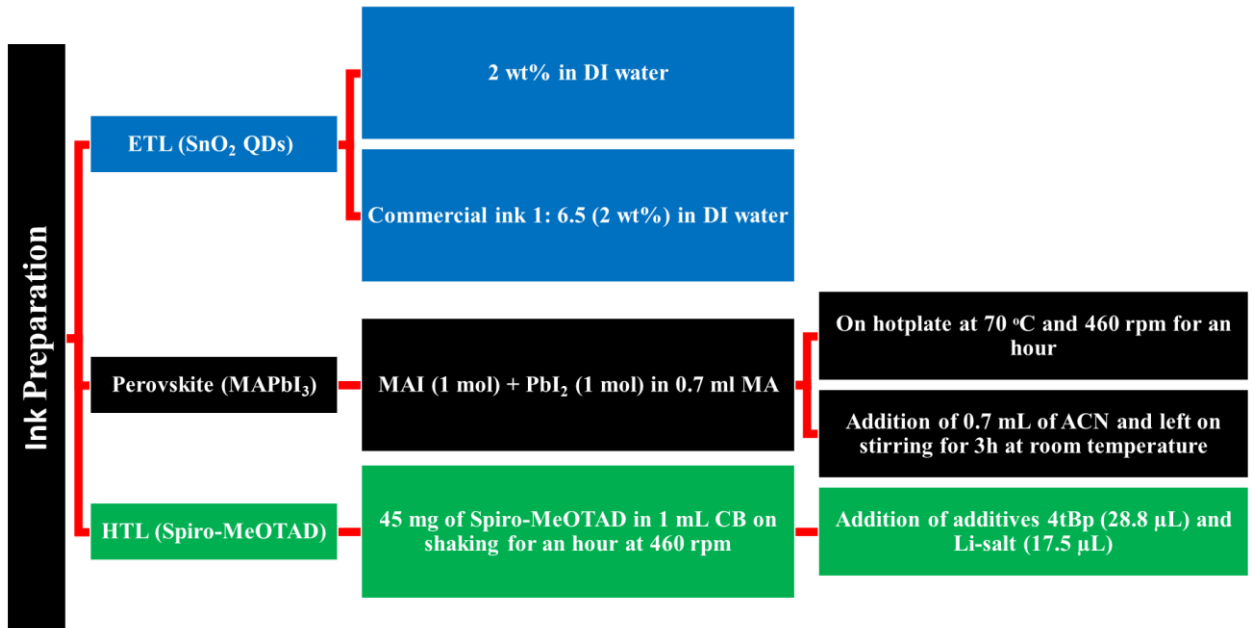 Ink Preparation
ETL (SnO₂ QDs)
2 wt% in DI water
Commercial ink 1: 6.5 (2 wt%) in DI water
Perovskite (MAPbI₃)
MAI (1 mol) + PbI₂ (1 mol) in 0.7 ml MA
On hotplate at 70 ᵒC and 460 rpm for an
hour
Addition of 0.7 mL of ACN and left on
stirring for 3h at room temperature
HTL (Spiro-MeOTAD)
45 mg of Spiro-MeOTAD in 1 mL CB on
shaking for an hour at 460 rpm
Addition of additives 4tBp (28.8 µL) and
Li-salt (17.5 µL)